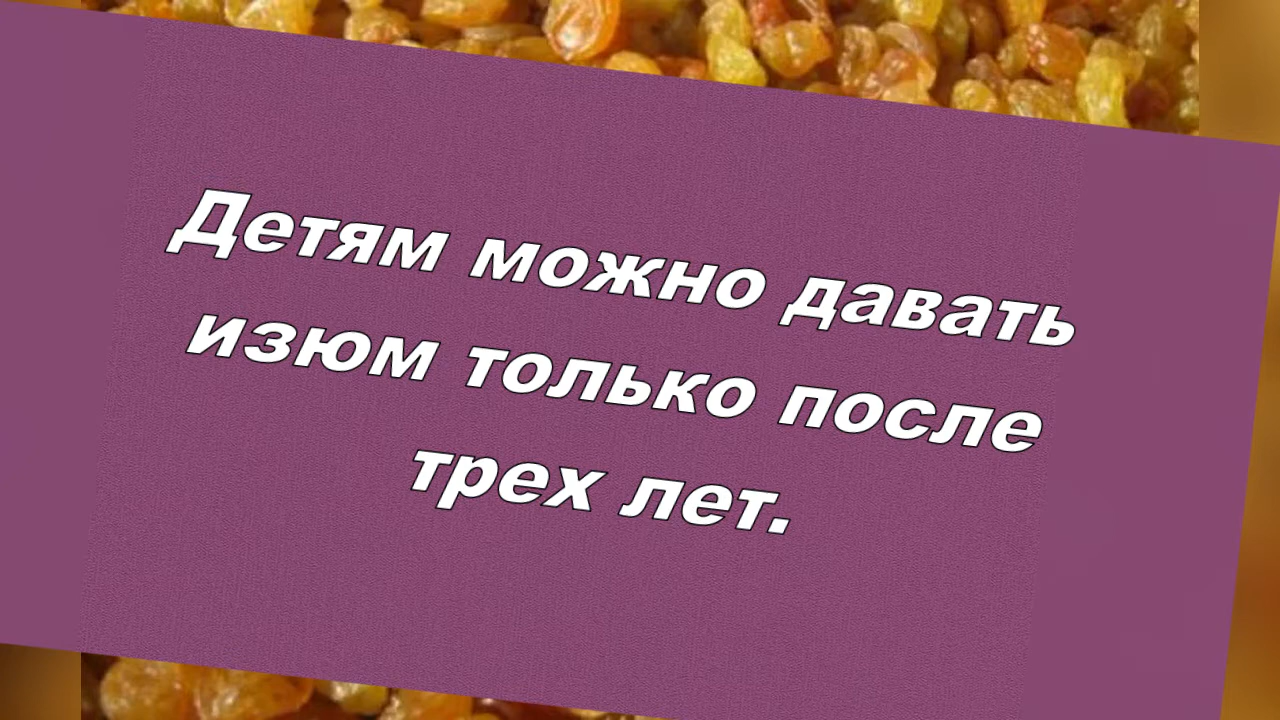 Детям можно давать
изюм только после
трех лет.